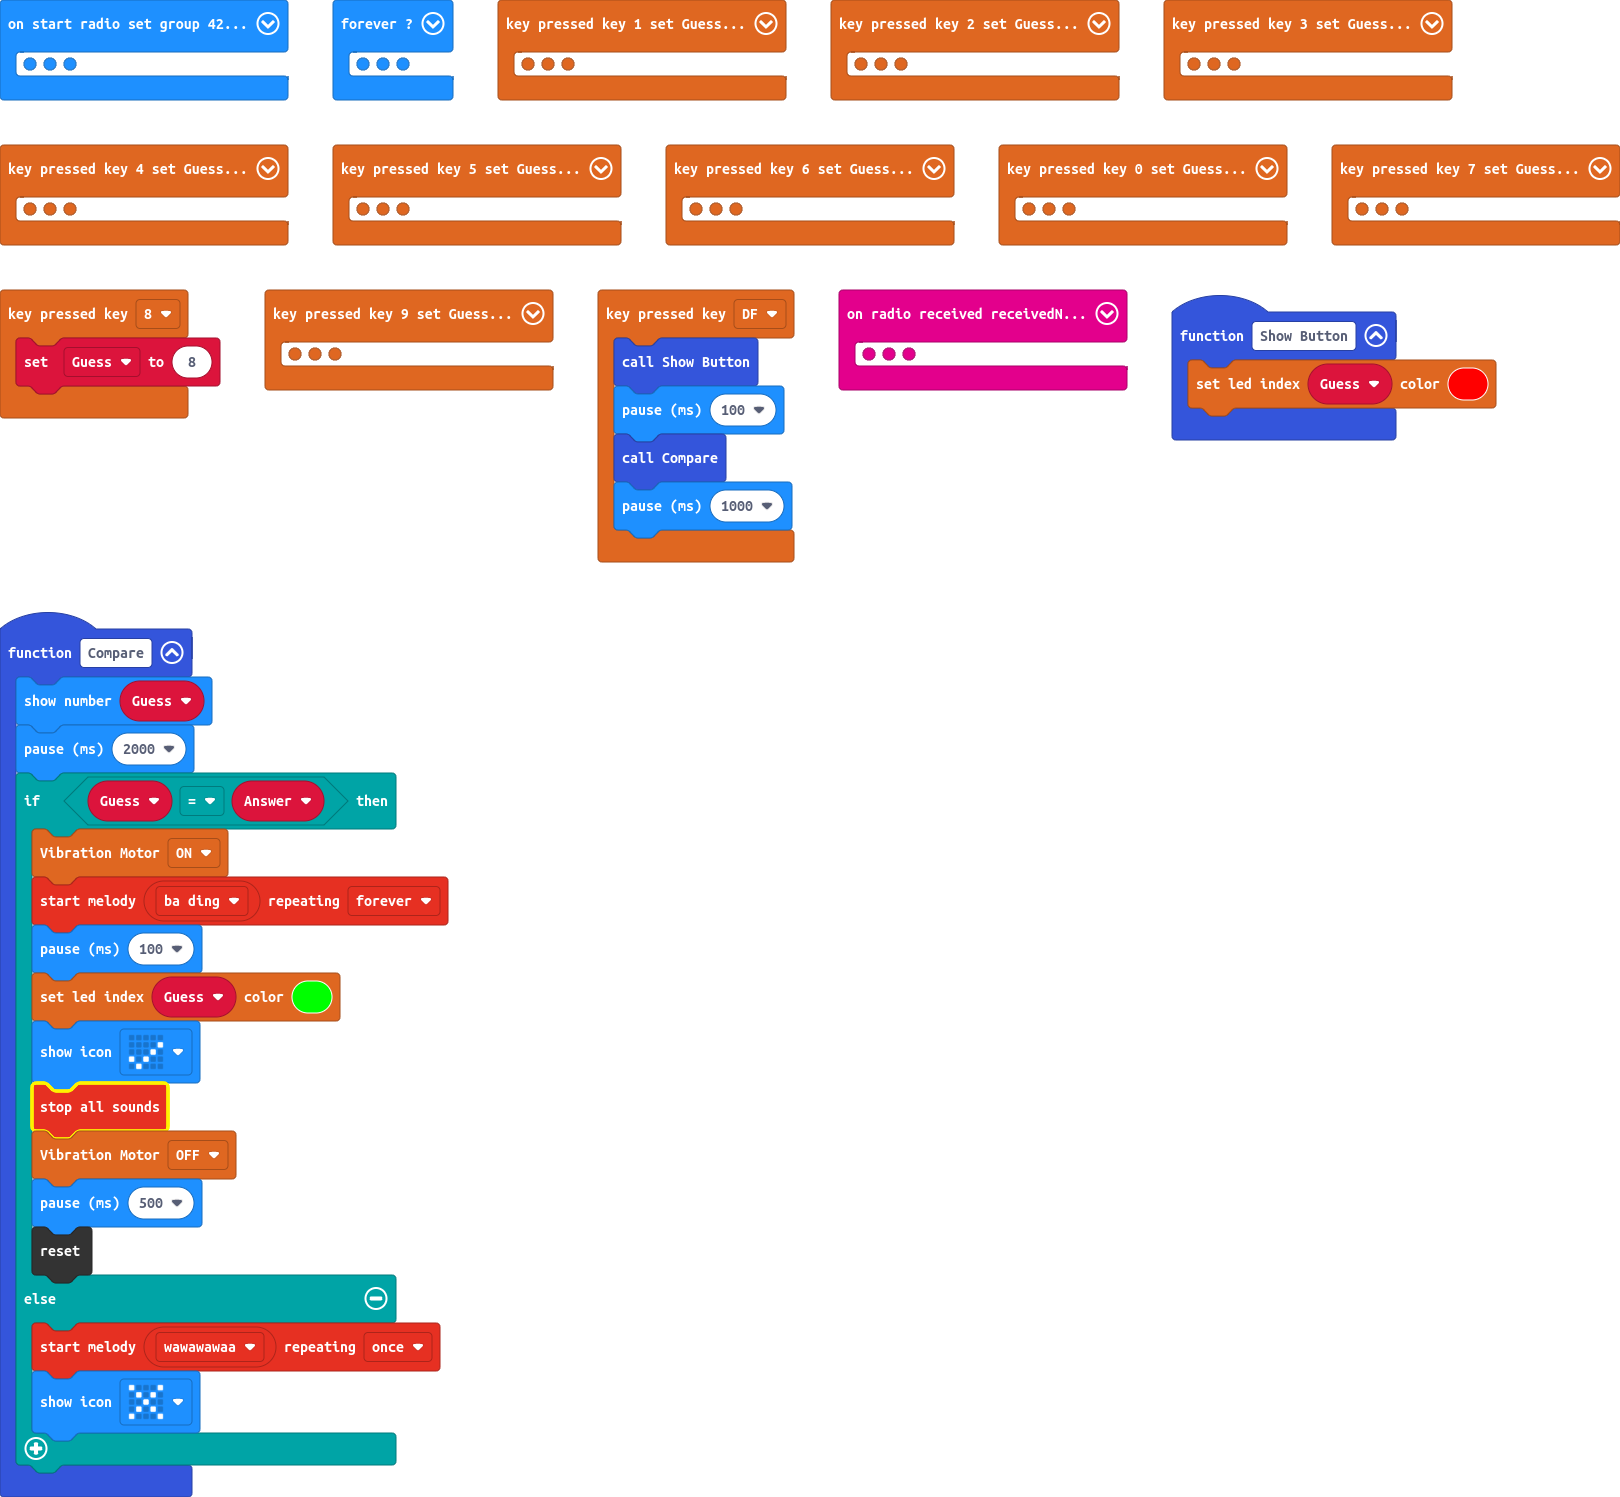 on start radio set group 42...
forever ?
key pressed key 1 set Guess...
key pressed key 2 set Guess...
key pressed key 3 set Guess...
key pressed key 4 set Guess...
key pressed key 5 set Guess...
key pressed key 6 set Guess...
key pressed key 0 set Guess...
key pressed key 7 set Guess...
key pressed key 8
set Guess to 8
key pressed key 9 set Guess...
key pressed key DF
call Show Button
pause (ms) 100
call Compare
pause (ms) 1000
on radio received receivedN...
function Show Button
set led index Guess color
function Compare
show number Guess
pause (ms) 2000
if Guess = Answer then
Vibration Motor ON
start melody ba ding repeating forever
pause (ms) 100
set led index Guess color
show icon
stop all sounds
Vibration Motor OFF
pause (ms) 500
reset
else
start melody wawawawaa repeating once
show icon